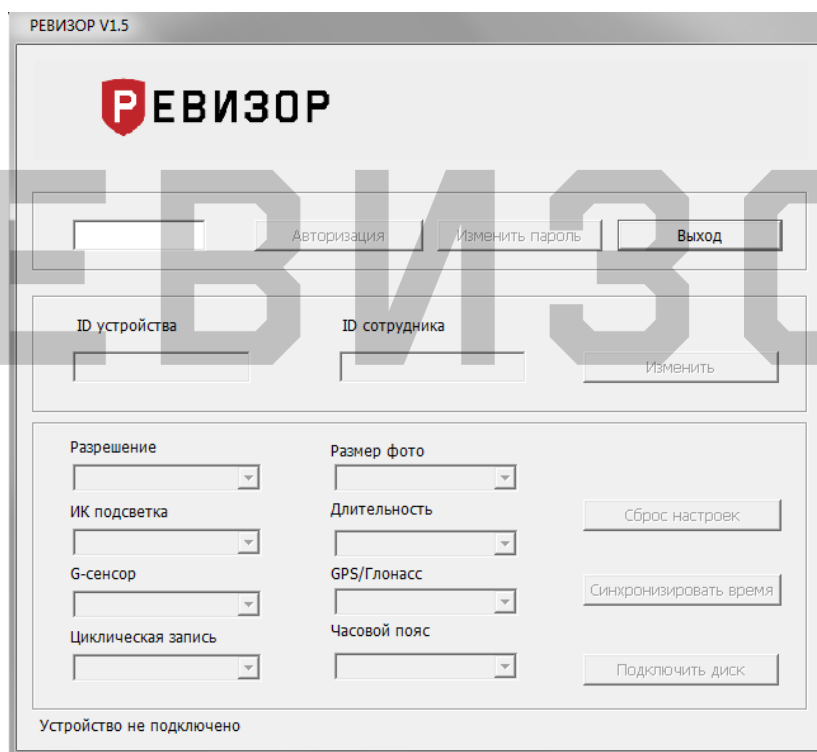 РЕВИЗОР V1.5
РЕВИЗОР
ЕВИЗО
Авторизация Изменить пароль Выход
ID устройства ID сотрудника
Изменить
Разрешение Размер фото
ИК подсветка Длительность Сброс настроек
G-сенсор GPS/Глонасс
Синхронизировать время
Циклическая запись Часовой пояс
Подключить диск
Устройство не подключено